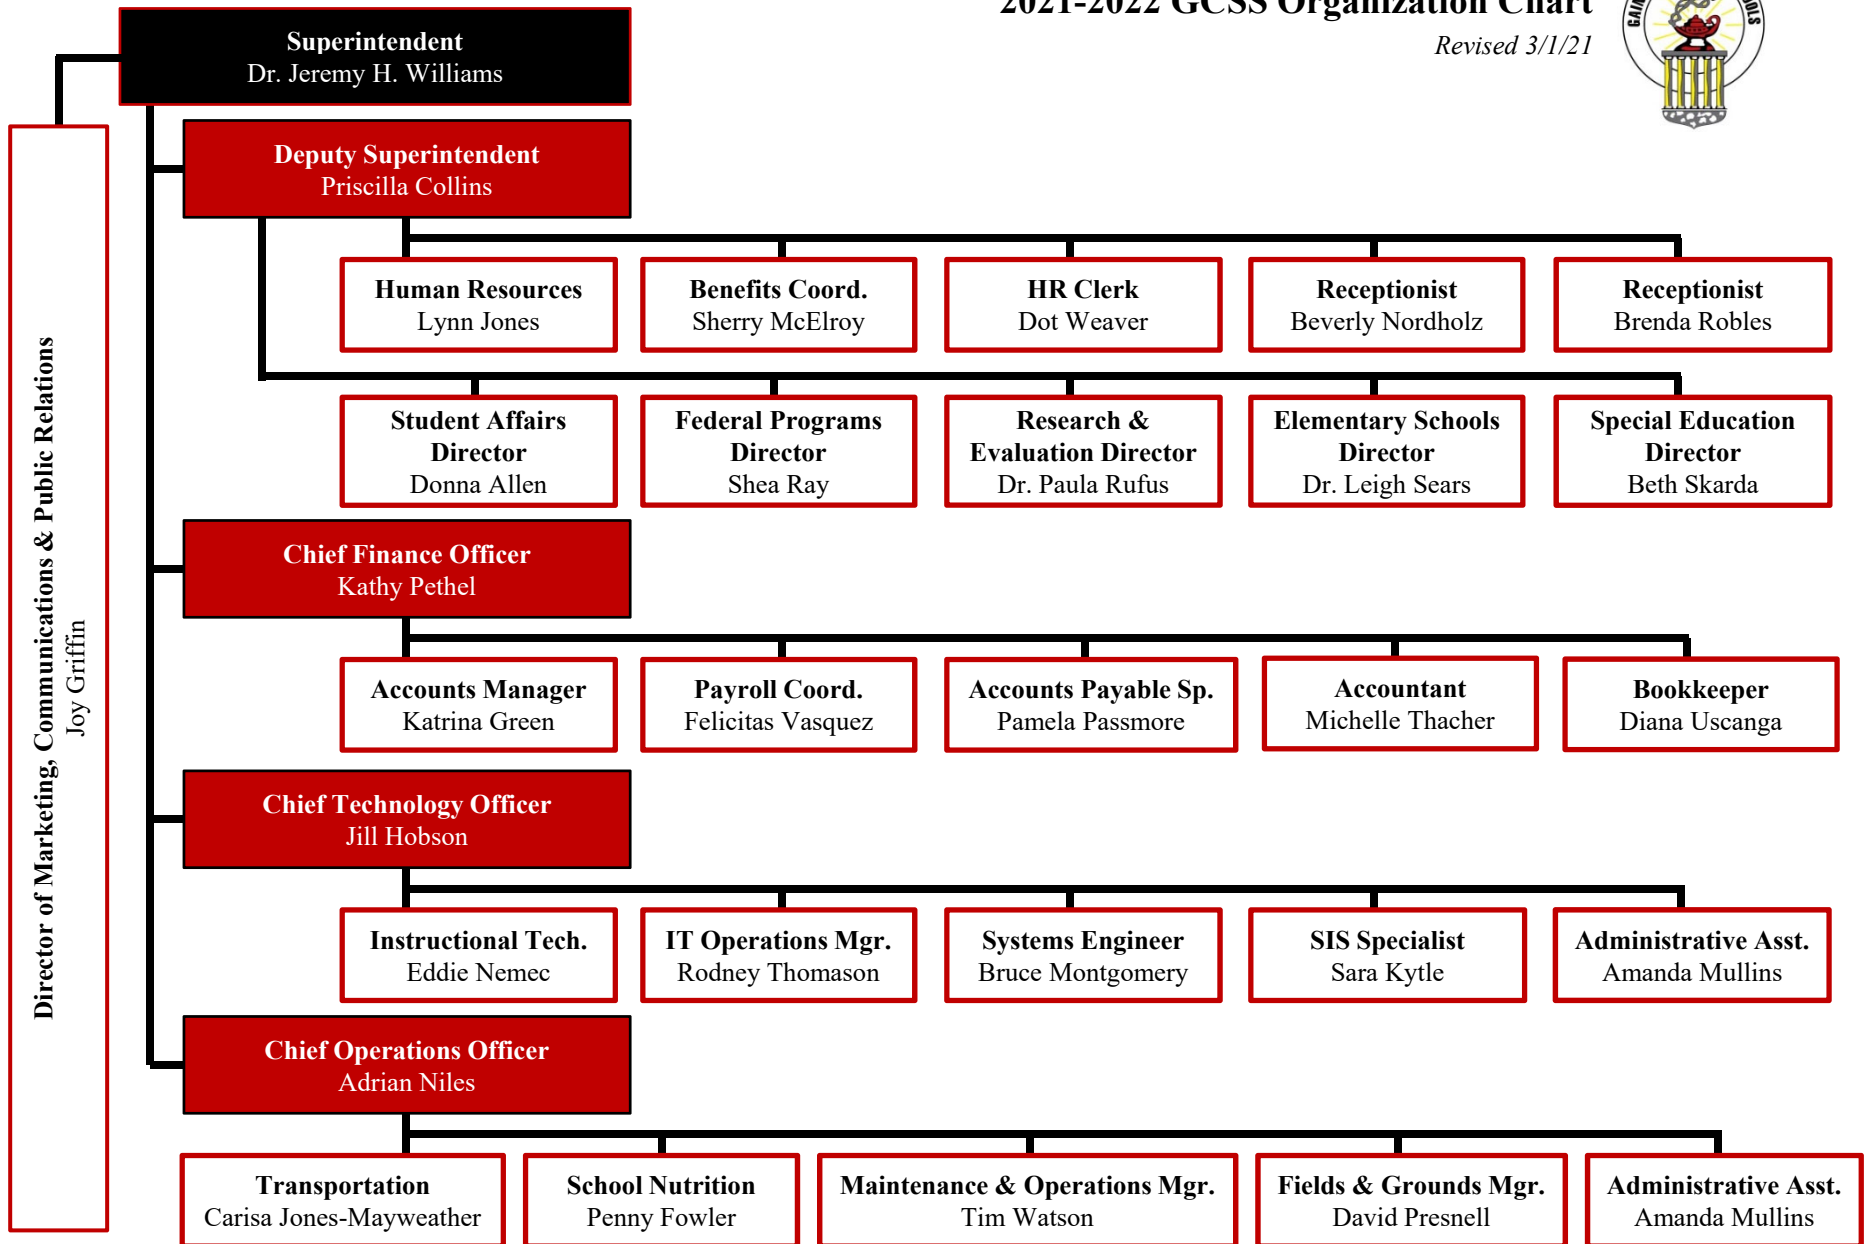 2021-2022 GCSS Organization Chart
Revised 3/1/21
Superintendent
Dr. Jeremy H. Williams
Director of Marketing, Communications & Public Relations
Joy Griffin
Deputy Superintendent
Priscilla Collins
Human Resources
Lynn Jones
Benefits Coord.
Sherry McElroy
HR Clerk
Dot Weaver
Receptionist
Beverly Nordholz
Receptionist
Brenda Robles
Student Affairs
Director
Donna Allen
Federal Programs
Director
Shea Ray
Research &
Evaluation Director
Dr. Paula Rufus
Elementary Schools
Director
Dr. Leigh Sears
Special Education
Director
Beth Skarda
Chief Finance Officer
Kathy Pethel
Accounts Manager
Katrina Green
Payroll Coord.
Felicitas Vasquez
Accounts Payable Sp.
Pamela Passmore
Accountant
Michelle Thacher
Bookkeeper
Diana Uscanga
Chief Technology Officer
Jill Hobson
Instructional Tech.
Eddie Nemec
IT Operations Mgr.
Rodney Thomason
Systems Engineer
Bruce Montgomery
SIS Specialist
Sara Kytle
Administrative Asst.
Amanda Mullins
Chief Operations Officer
Adrian Niles
Transportation
Carisa Jones-Mayweather
School Nutrition
Penny Fowler
Maintenance & Operations Mgr.
Tim Watson
Fields & Grounds Mgr.
David Presnell
Administrative Asst.
Amanda Mullins